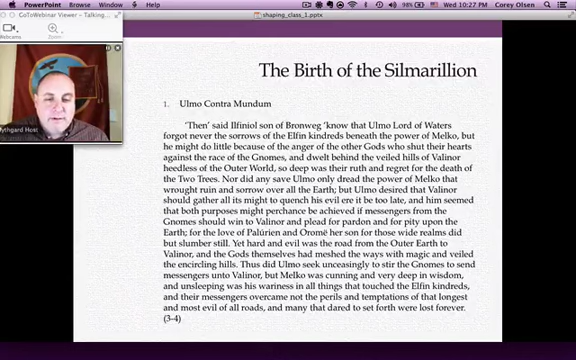 PowerPoint Browse Window Help
98% Wed 10:27 PM Corey Olsen
GoToWebinar Viewer - Talking...
shaping_class_1.pptx
Webcams Zoom
Mythgard Host
The Birth of the Silmarillion
1. Ulmo Contra Mundum
'Then' said Ilfiniol son of Bronweg 'know that Ulmo Lord of Waters
forgot never the sorrows of the Elfin kindreds beneath the power of Melko, but
he might do little because of the anger of the other Gods who shut their hearts
against the race of the Gnomes, and dwelt behind the veiled hills of Valinor
heedless of the Outer World, so deep was their ruth and regret for the death of
the Two Trees. Nor did any save Ulmo only dread the power of Melko that
wrought ruin and sorrow over all the Earth; but Ulmo desired that Valinor
should gather all its might to quench his evil ere it be too late, and him seemed
that both purposes might perchance be achieved if messengers from the
Gnomes should win to Valinor and plead for pardon and for pity upon the
Earth; for the love of Palúrien and Oromë her son for those wide realms did
but slumber still. Yet hard and evil was the road from the Outer Earth to
Valinor, and the Gods themselves had meshed the ways with magic and veiled
the encircling hills. Thus did Ulmo seek unceasingly to stir the Gnomes to send
messengers unto Valinor, but Melko was cunning and very deep in wisdom,
and unsleeping was his wariness in all things that touched the Elfin kindreds,
and their messengers overcame not the perils and temptations of that longest
and most evil of all roads, and many that dared to set forth were lost forever.
(3-4)